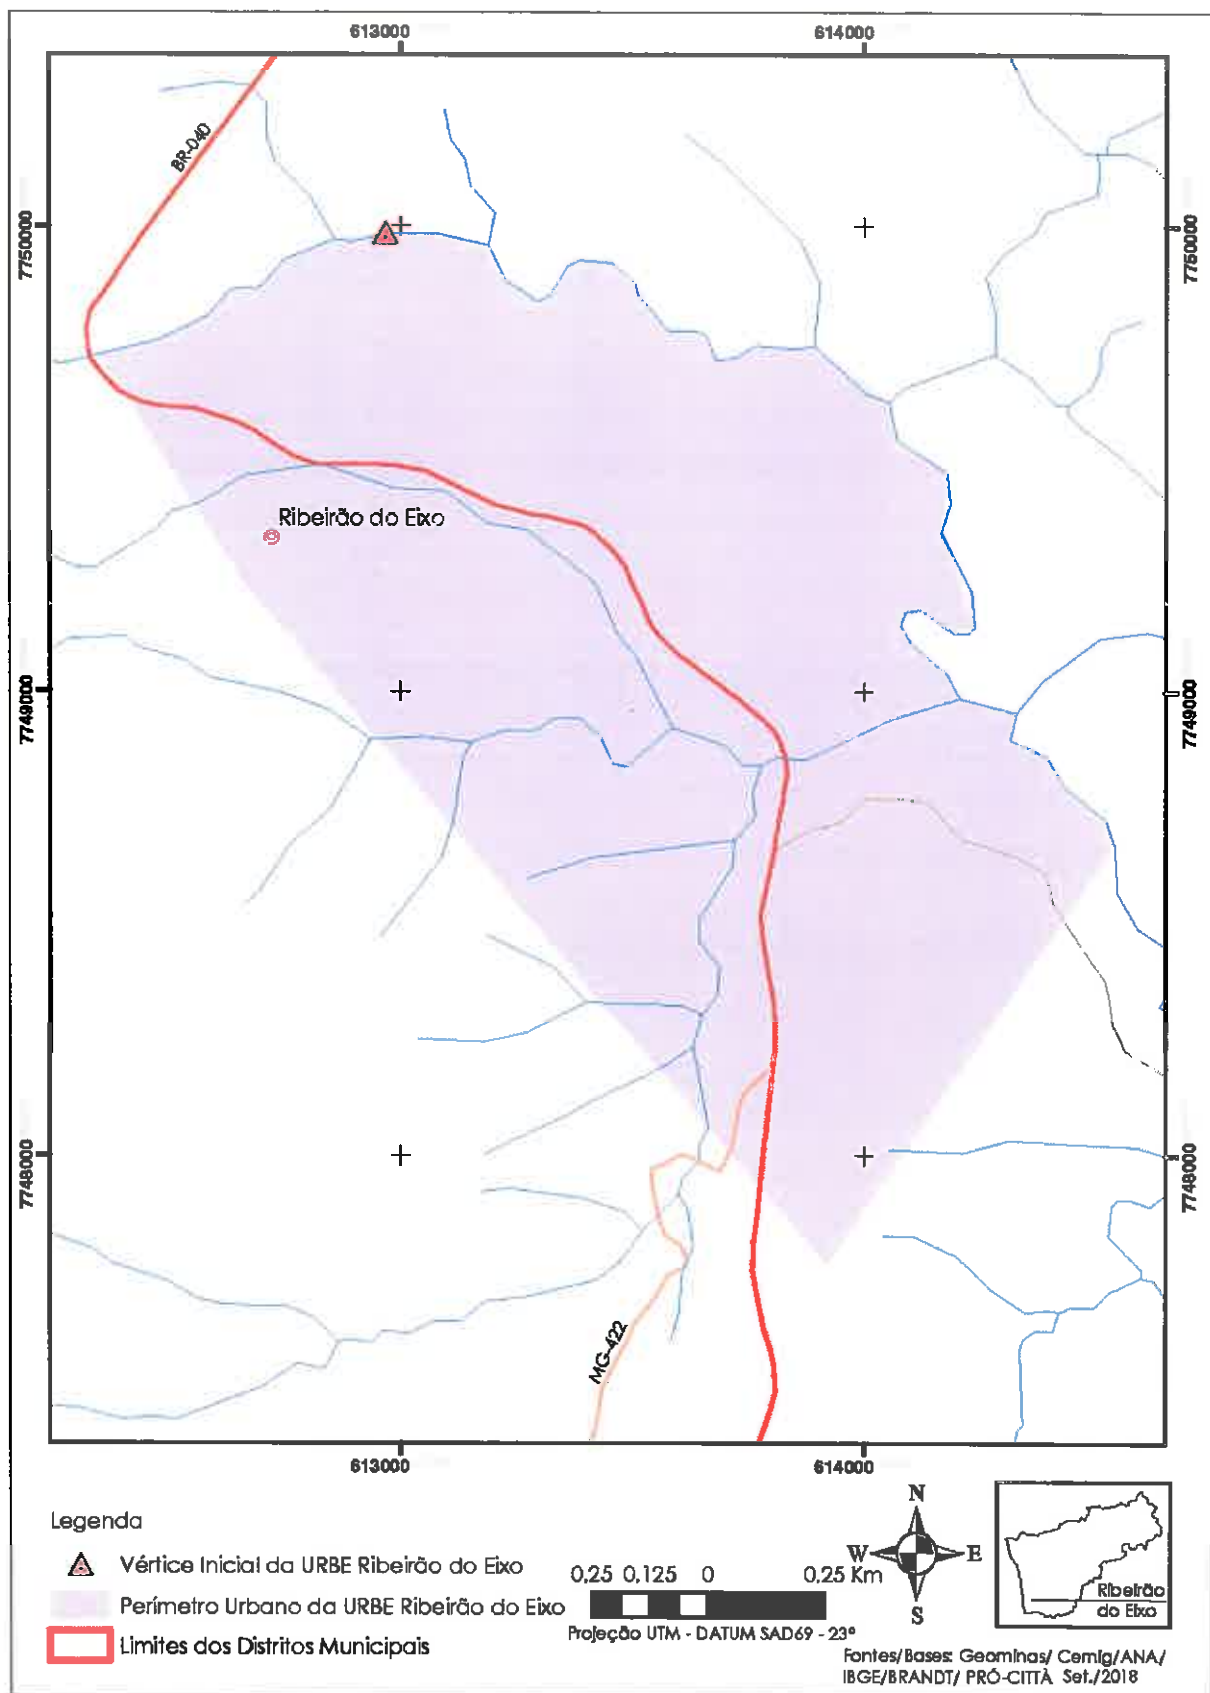 613000 614000
BR-040
7750000 7750000
Ribeirão do Eixo
7749000 7749000
7748000 7748000
MG-422
613000 614000
Legenda
Vértice Inicial da URBE Ribeirão do Eixo
Perímetro Urbano da URBE Ribeirão do Eixo
Limites dos Distritos Municipais
0,25 0,125 0 0,25 Km
Projeção UTM - DATUM SAD69 - 23º
N
W E
S
Ribeirão
do Eixo
Fontes/Bases: Geominas/ Cemig/ANA/
IBGE/BRANDT/ PRÓ-CITTÀ Set./2018